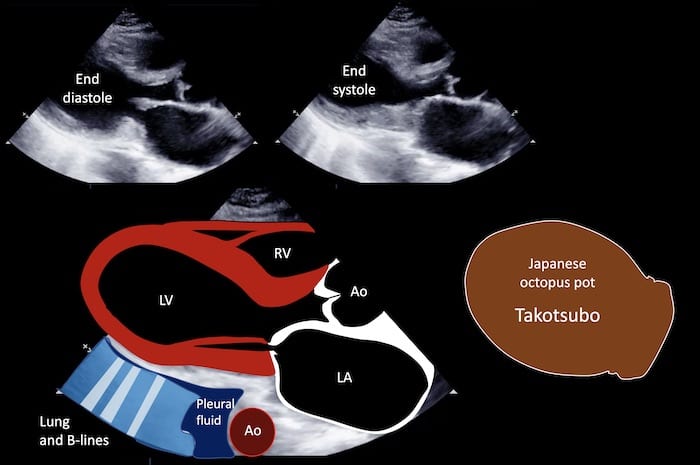 End
diastole
End
systole
RV
LV
Ao
LA
Japanese
octopus pot
Takotsubo
Lung
and B-lines
Pleural
fluid
Ao